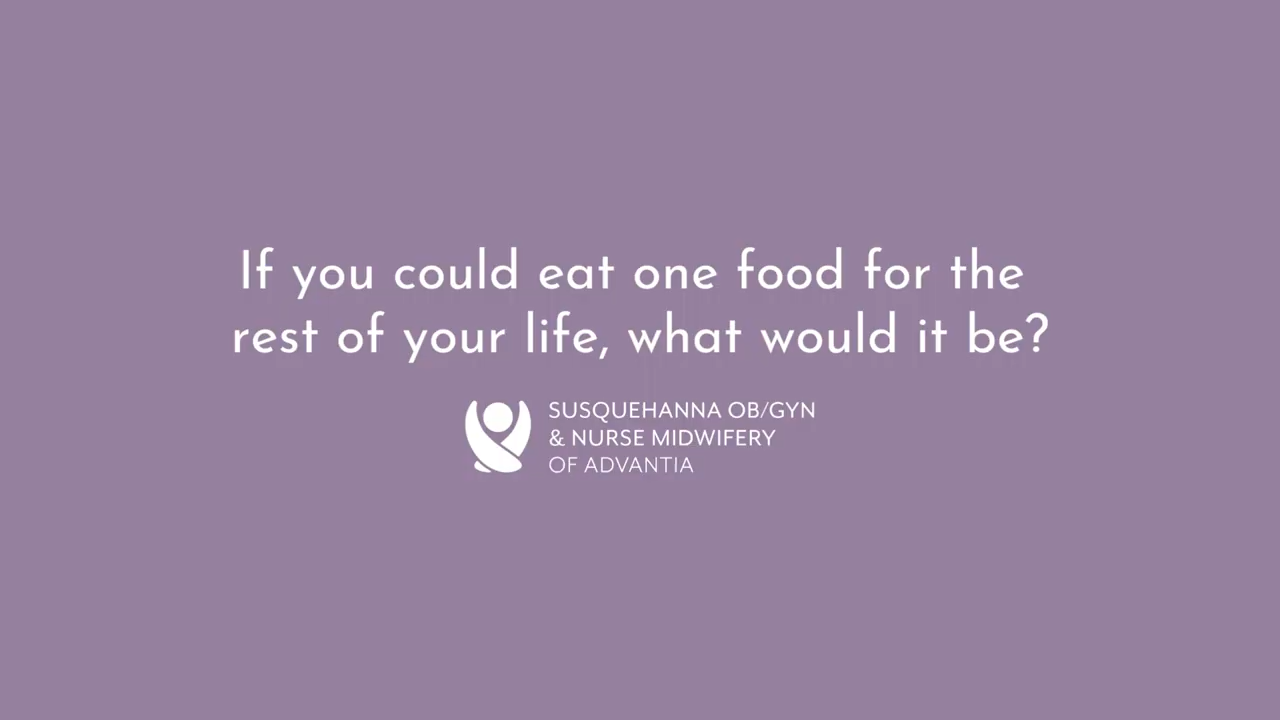 If you could eat one food for the
rest of your life, what would it be?
SUSQUEHANNA OB/GYN
& NURSE MIDWIFERY
OF ADVANTIA